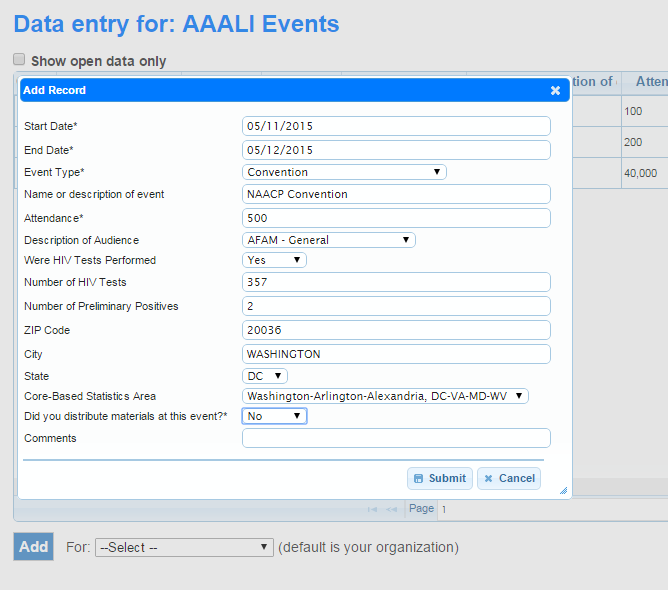 Data entry for: AAALI Events
Show open data only
tion of Atten
Add Record
100
200
40,000
Start Date* 05/11/2015
End Date* 05/12/2015
Event Type* Convention
Name or description of event NAACP Convention
Attendance* 500
Description of Audience AFAM - General
Were HIV Tests Performed Yes
Number of HIV Tests 357
Number of Preliminary Positives 2
ZIP Code 20036
City WASHINGTON
State DC
Core-Based Statistics Area Washington-Arlington-Alexandria, DC-VA-MD-WV
Did you distribute materials at this event?* No
Comments
Submit Cancel
Page 1
Add For: --Select -- (default is your organization)